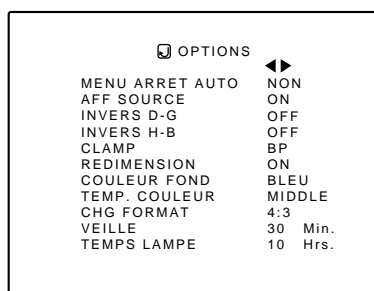 OPTIONS
MENU ARRET AUTO NON
AFF SOURCE ON
INVERS D-G OFF
INVERS H-B OFF
CLAMP BP
REDIMENSION ON
COULEUR FOND BLEU
TEMP. COULEUR MIDDLE
CHG FORMAT 4:3
VEILLE 30 Min.
TEMPS LAMPE 10 Hrs.